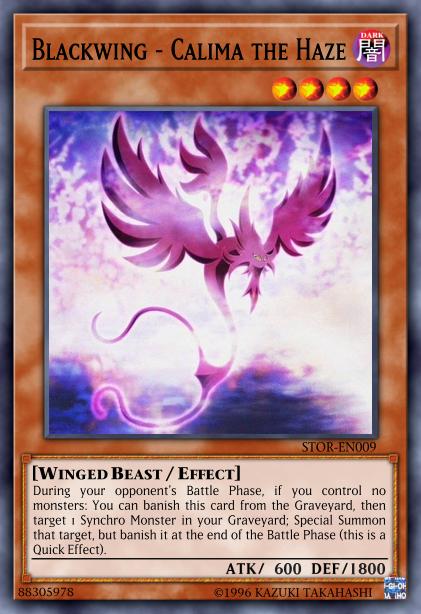 Blackwing - Calima the Haze
DARK
闇
STOR-EN009
[Winged Beast / Effect]
During your opponent's Battle Phase, if you control no
monsters: You can banish this card from the Graveyard, then
target 1 Synchro Monster in your Graveyard; Special Summon
that target, but banish it at the end of the Battle Phase (this is a
Quick Effect).
ATK/ 600 DEF/1800
88305978
©1996 KAZUKI TAKAHASHI